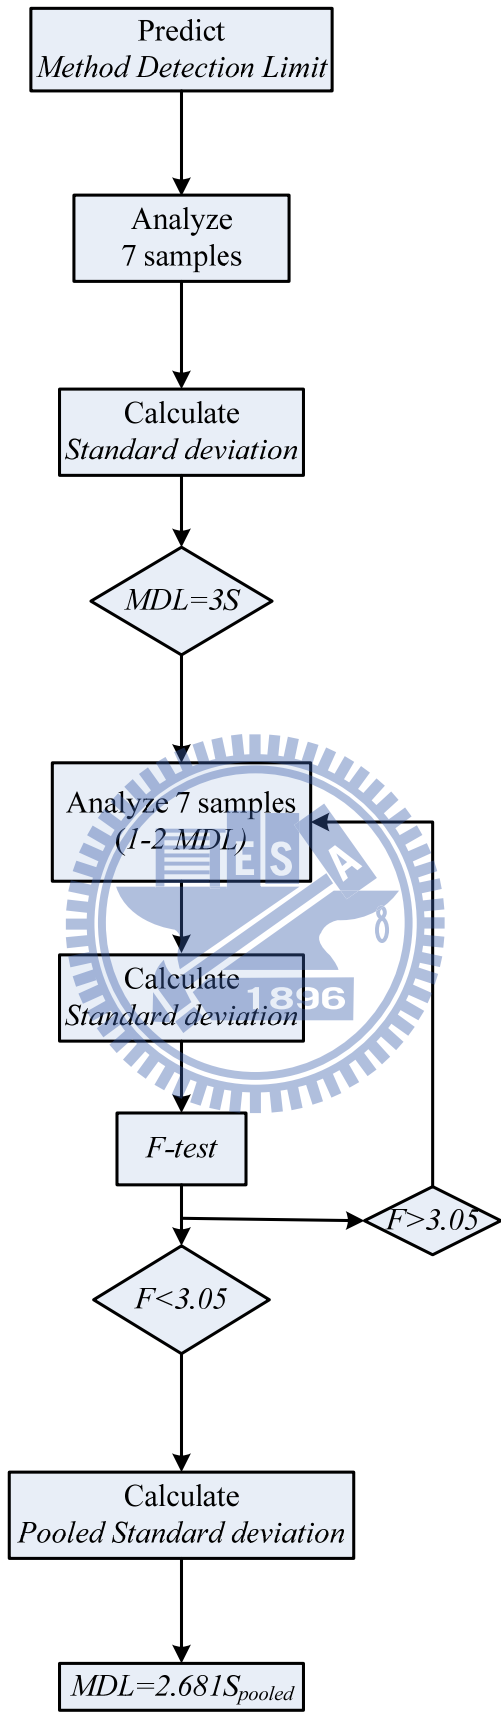 Predict
Method Detection Limit
Analyze
7 samples
Calculate
Standard deviation
MDL=3S
Analyze 7 samples
(1-2 MDL)
E S A
Calculate
Standard deviation
1896
F-test
F>3.05
F<3.05
Calculate
Pooled Standard deviation
MDL=2.681Spooled